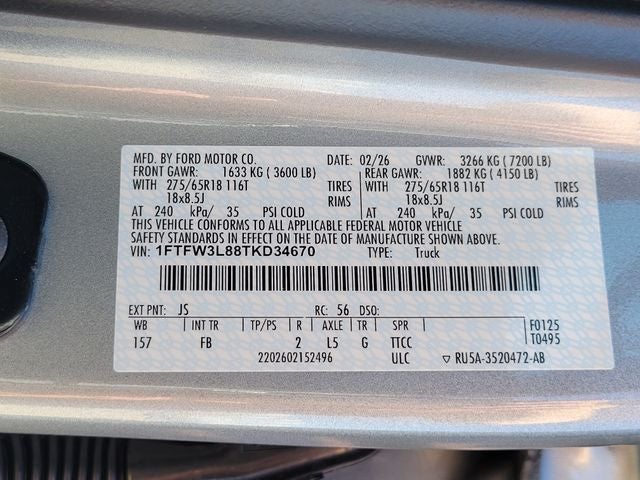 MFD. BY FORD MOTOR CO. DATE: 02/26 GVWR: 3266 KG ( 7200 LB)
FRONT GAWR: 1633 KG ( 3600 LB) REAR GAWR: 1882 KG ( 4150 LB)
WITH 275/65R18 116T TIRES WITH 275/65R18 116T TIRES
18x8.5J RIMS 18x8.5J RIMS
AT 240 kPa/ 35 PSI COLD AT 240 kPa/ 35 PSI COLD
THIS VEHICLE CONFORMS TO ALL APPLICABLE FEDERAL MOTOR VEHICLE
SAFETY STANDARDS IN EFFECT ON THE DATE OF MANUFACTURE SHOWN ABOVE.
VIN: 1FTFW3L88TKD34670 TYPE: Truck
EXT PNT: JS RC: 56 DSO:
WB INT TR TP/PS R AXLE TR SPR F0125
157 FB 2 L5 G TTCC T0495
2202602152496 ULC ▽ RU5A-3520472-AB